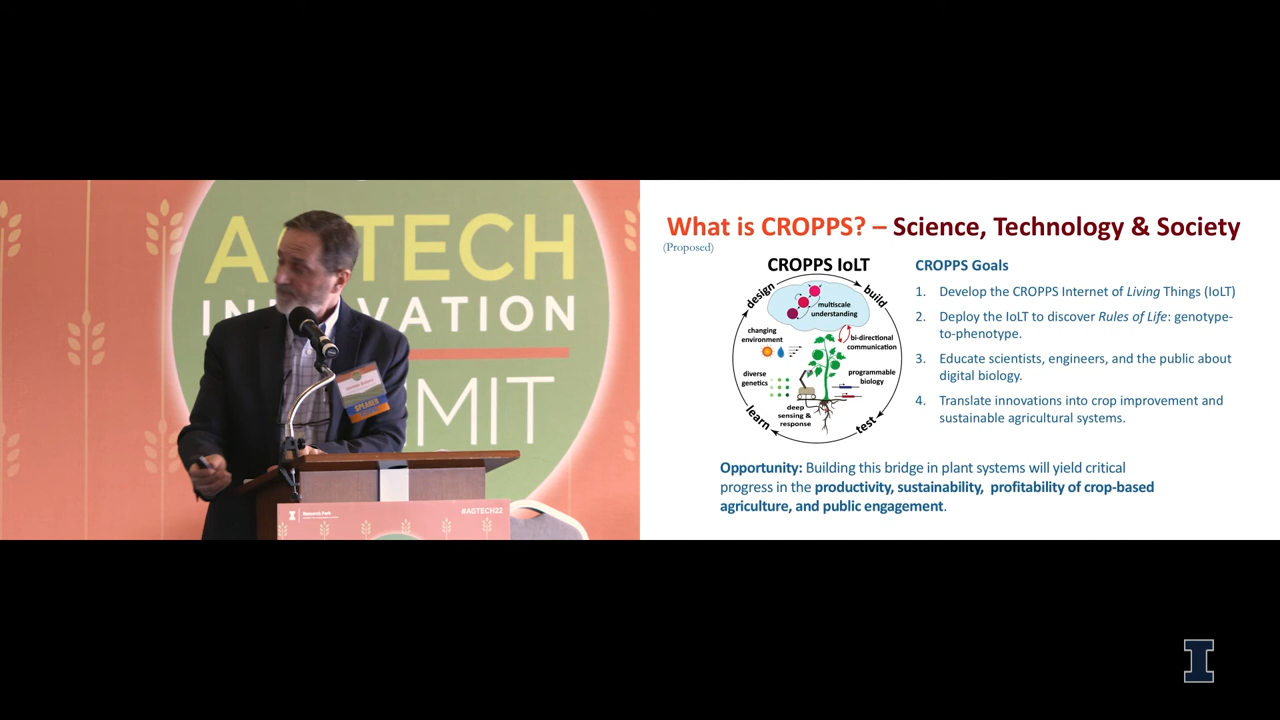 AGTECH
INNOVATION
SUMMIT
SPEAKER
Research Park
#AGTECH22
What is CROPPS? – Science, Technology & Society
(Proposed)
CROPPS IoLT
design
build
test
learn
multiscale
understanding
changing
environment
bi-directional
communication
diverse
genetics
programmable
biology
deep
sensing &
response
CROPPS Goals
1. Develop the CROPPS Internet of Living Things (IoLT)
2. Deploy the IoLT to discover Rules of Life: genotype-
to-phenotype.
3. Educate scientists, engineers, and the public about
digital biology.
4. Translate innovations into crop improvement and
sustainable agricultural systems.
Opportunity: Building this bridge in plant systems will yield critical
progress in the productivity, sustainability, profitability of crop-based
agriculture, and public engagement.
I